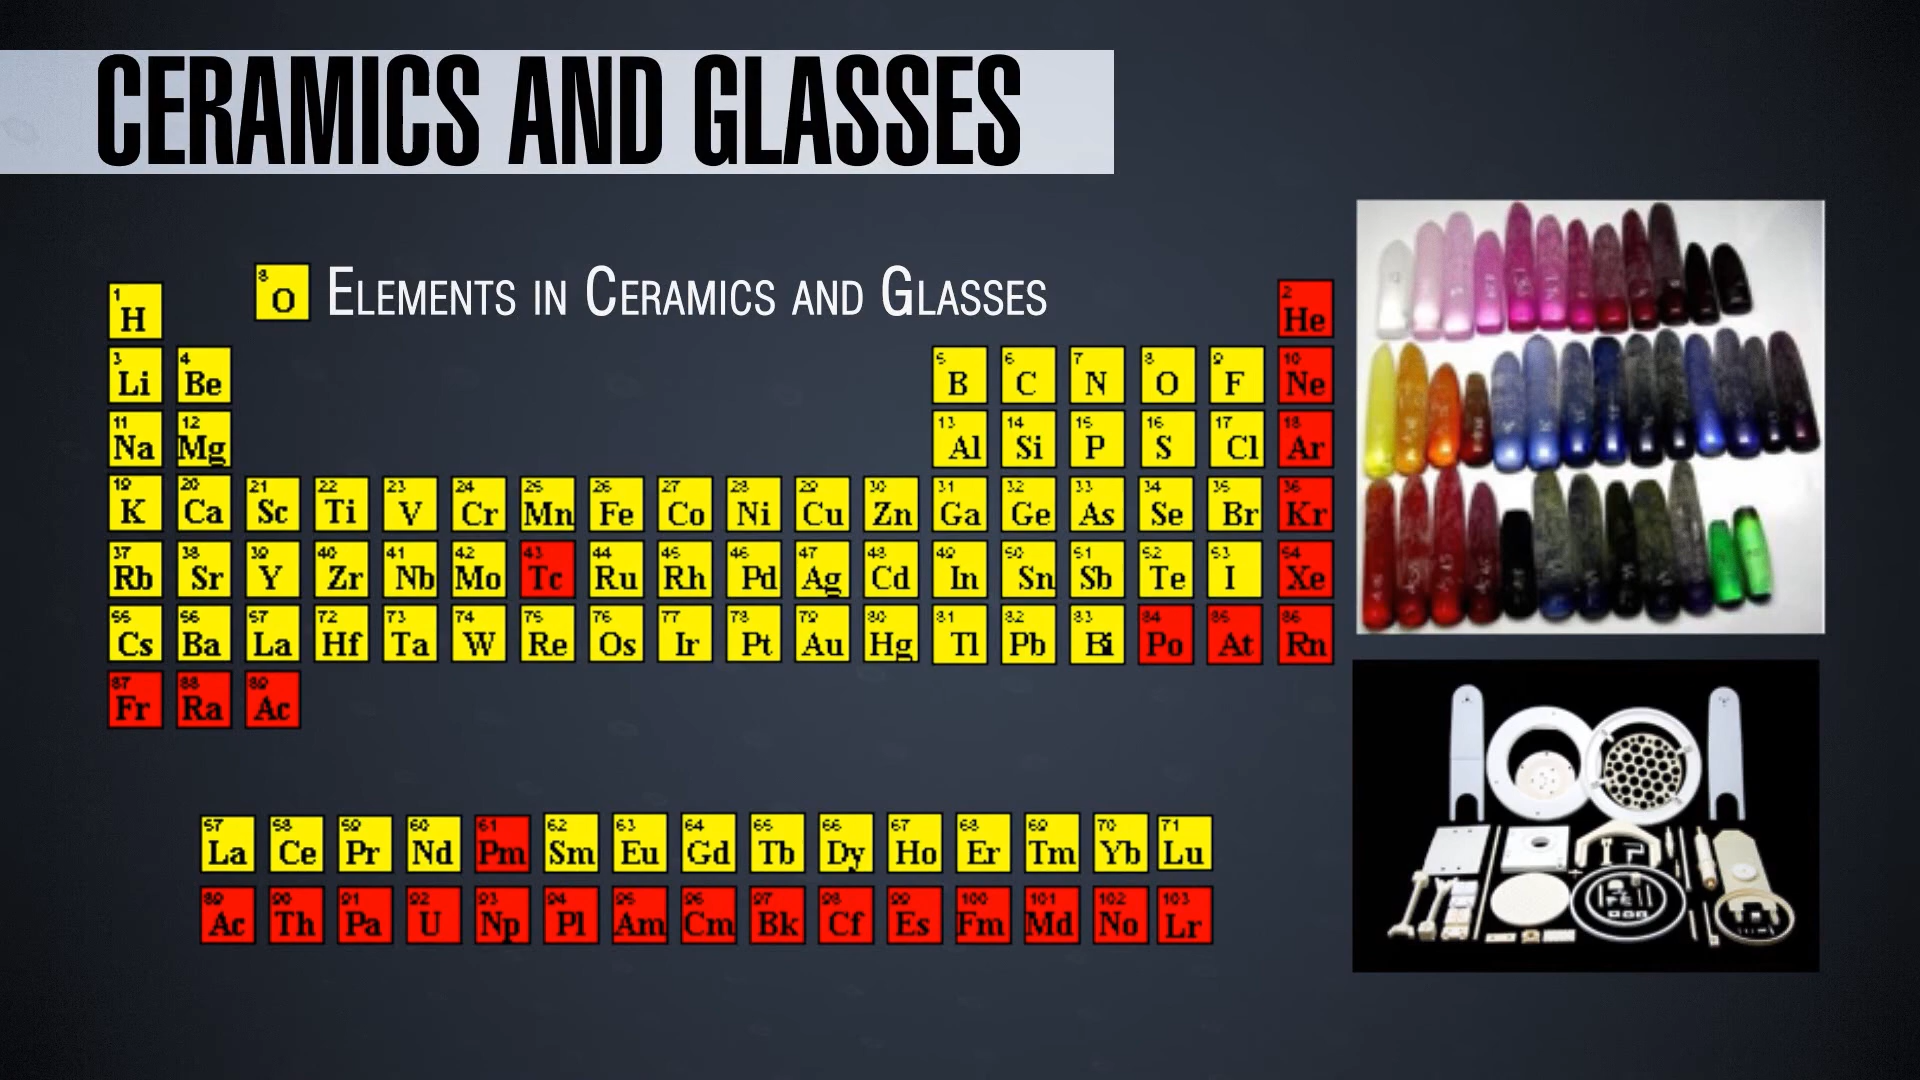 CERAMICS AND GLASSES
8 O ELEMENTS IN CERAMICS AND GLASSES
1 H 2 He
3 Li 4 Be 5 B 6 C 7 N 8 O 9 F 10 Ne
11 Na 12 Mg 13 Al 14 Si 15 P 16 S 17 Cl 18 Ar
19 K 20 Ca 21 Sc 22 Ti 23 V 24 Cr 25 Mn 26 Fe 27 Co 28 Ni 29 Cu 30 Zn 31 Ga 32 Ge 33 As 34 Se 35 Br 36 Kr
37 Rb 38 Sr 39 Y 40 Zr 41 Nb 42 Mo 43 Tc 44 Ru 45 Rh 46 Pd 47 Ag 48 Cd 49 In 50 Sn 51 Sb 52 Te 53 I 54 Xe
55 Cs 56 Ba 57 La 72 Hf 73 Ta 74 W 75 Re 76 Os 77 Ir 78 Pt 79 Au 80 Hg 81 Tl 82 Pb 83 Bi 84 Po 85 At 86 Rn
87 Fr 88 Ra 89 Ac
57 La 58 Ce 59 Pr 60 Nd 61 Pm 62 Sm 63 Eu 64 Gd 65 Tb 66 Dy 67 Ho 68 Er 69 Tm 70 Yb 71 Lu
89 Ac 90 Th 91 Pa 92 U 93 Np 94 Pl 95 Am 96 Cm 97 Bk 98 Cf 99 Es 100 Fm 101 Md 102 No 103 Lr